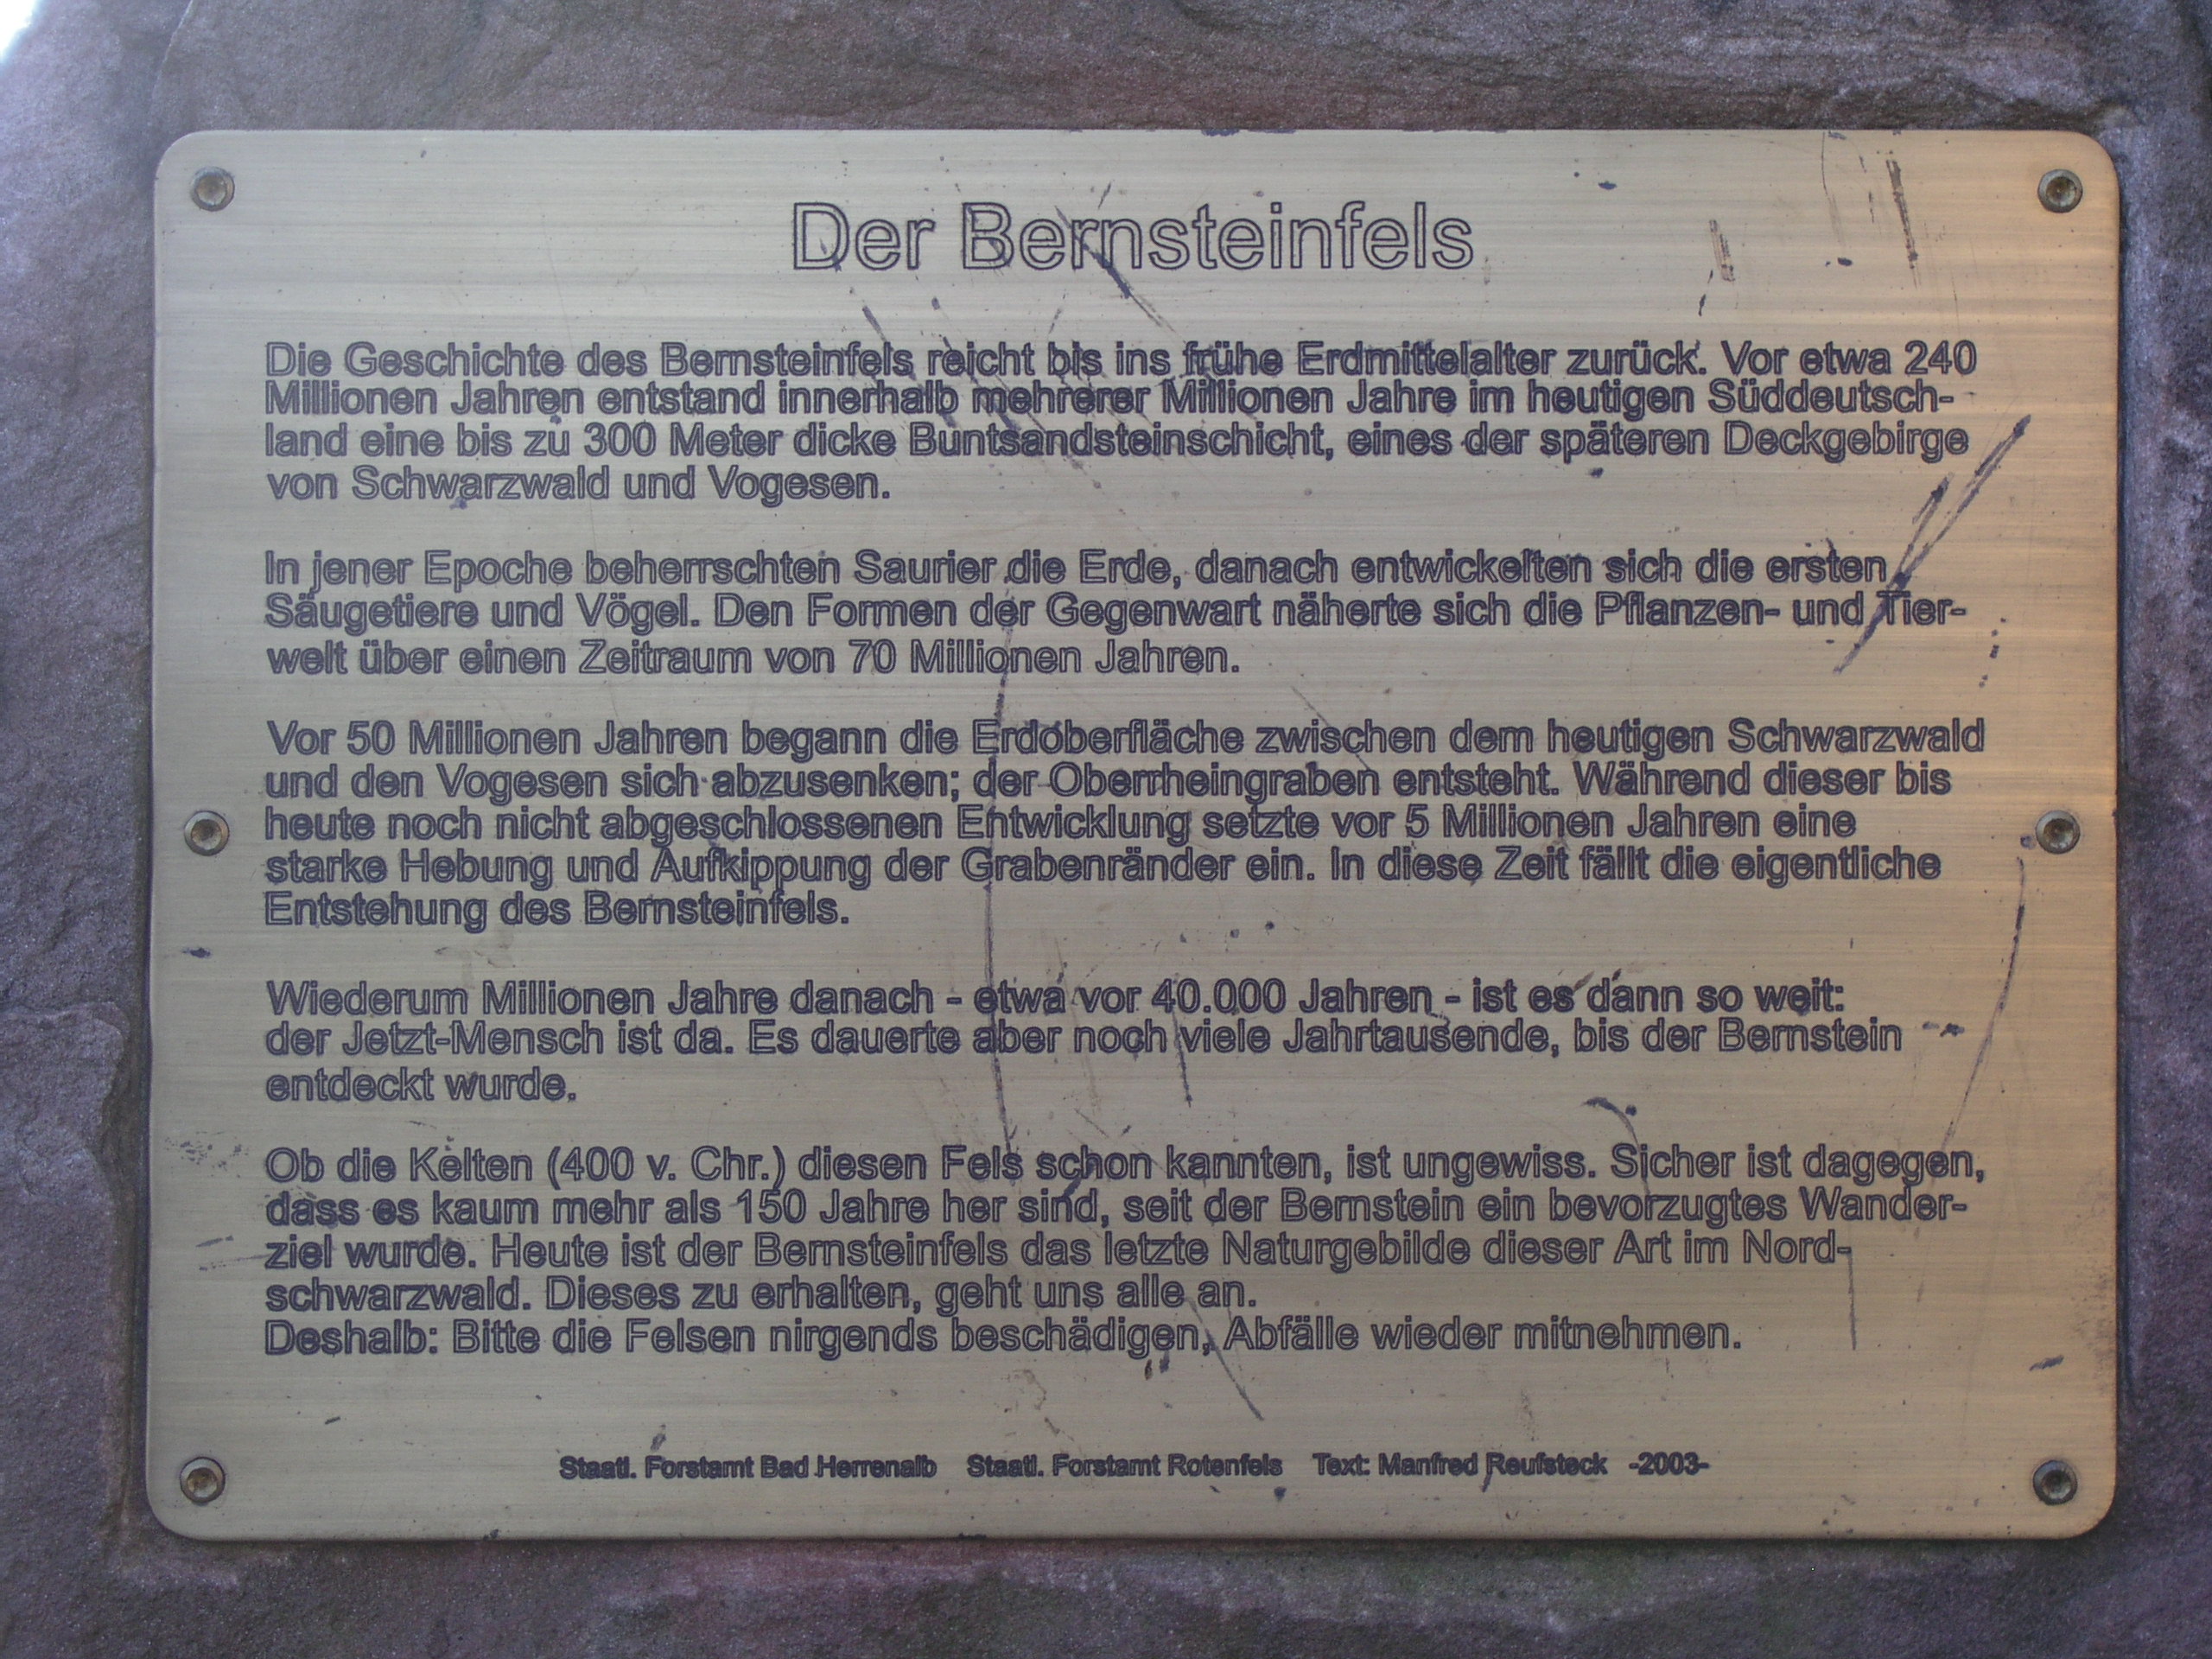 Der Bernsteinfels
Die Geschichte des Bernsteinfels reicht bis ins frühe Erdmittelalter zurück. Vor etwa 240
Millionen Jahren entstand innerhalb mehrerer Millionen Jahre im heutigen Süddeutsch-
land eine bis zu 300 Meter dicke Buntsandsteinschicht, eines der späteren Deckgebirge
von Schwarzwald und Vogesen.
In jener Epoche beherrschten Saurier die Erde, danach entwickelten sich die ersten
Säugetiere und Vögel. Den Formen der Gegenwart näherte sich die Pflanzen- und Tier-
welt über einen Zeitraum von 70 Millionen Jahren.
Vor 50 Millionen Jahren begann die Erdoberfläche zwischen dem heutigen Schwarzwald
und den Vogesen sich abzusenken; der Oberrheingraben entsteht. Während dieser bis
heute noch nicht abgeschlossenen Entwicklung setzte vor 5 Millionen Jahren eine
starke Hebung und Aufkippung der Grabenränder ein. In diese Zeit fällt die eigentliche
Entstehung des Bernsteinfels.
Wiederum Millionen Jahre danach - etwa vor 40.000 Jahren - ist es dann so weit:
der Jetzt-Mensch ist da. Es dauerte aber noch viele Jahrtausende, bis der Bernstein
entdeckt wurde.
Ob die Kelten (400 v. Chr.) diesen Fels schon kannten, ist ungewiss. Sicher ist dagegen,
dass es kaum mehr als 150 Jahre her sind, seit der Bernstein ein bevorzugtes Wander-
ziel wurde. Heute ist der Bernsteinfels das letzte Naturgebilde dieser Art im Nord-
schwarzwald. Dieses zu erhalten, geht uns alle an.
Deshalb: Bitte die Felsen nirgends beschädigen, Abfälle wieder mitnehmen.
Staatl. Forstamt Bad Herrenalb Staatl. Forstamt Rotenfels Text: Manfred Reufsteck -2003-